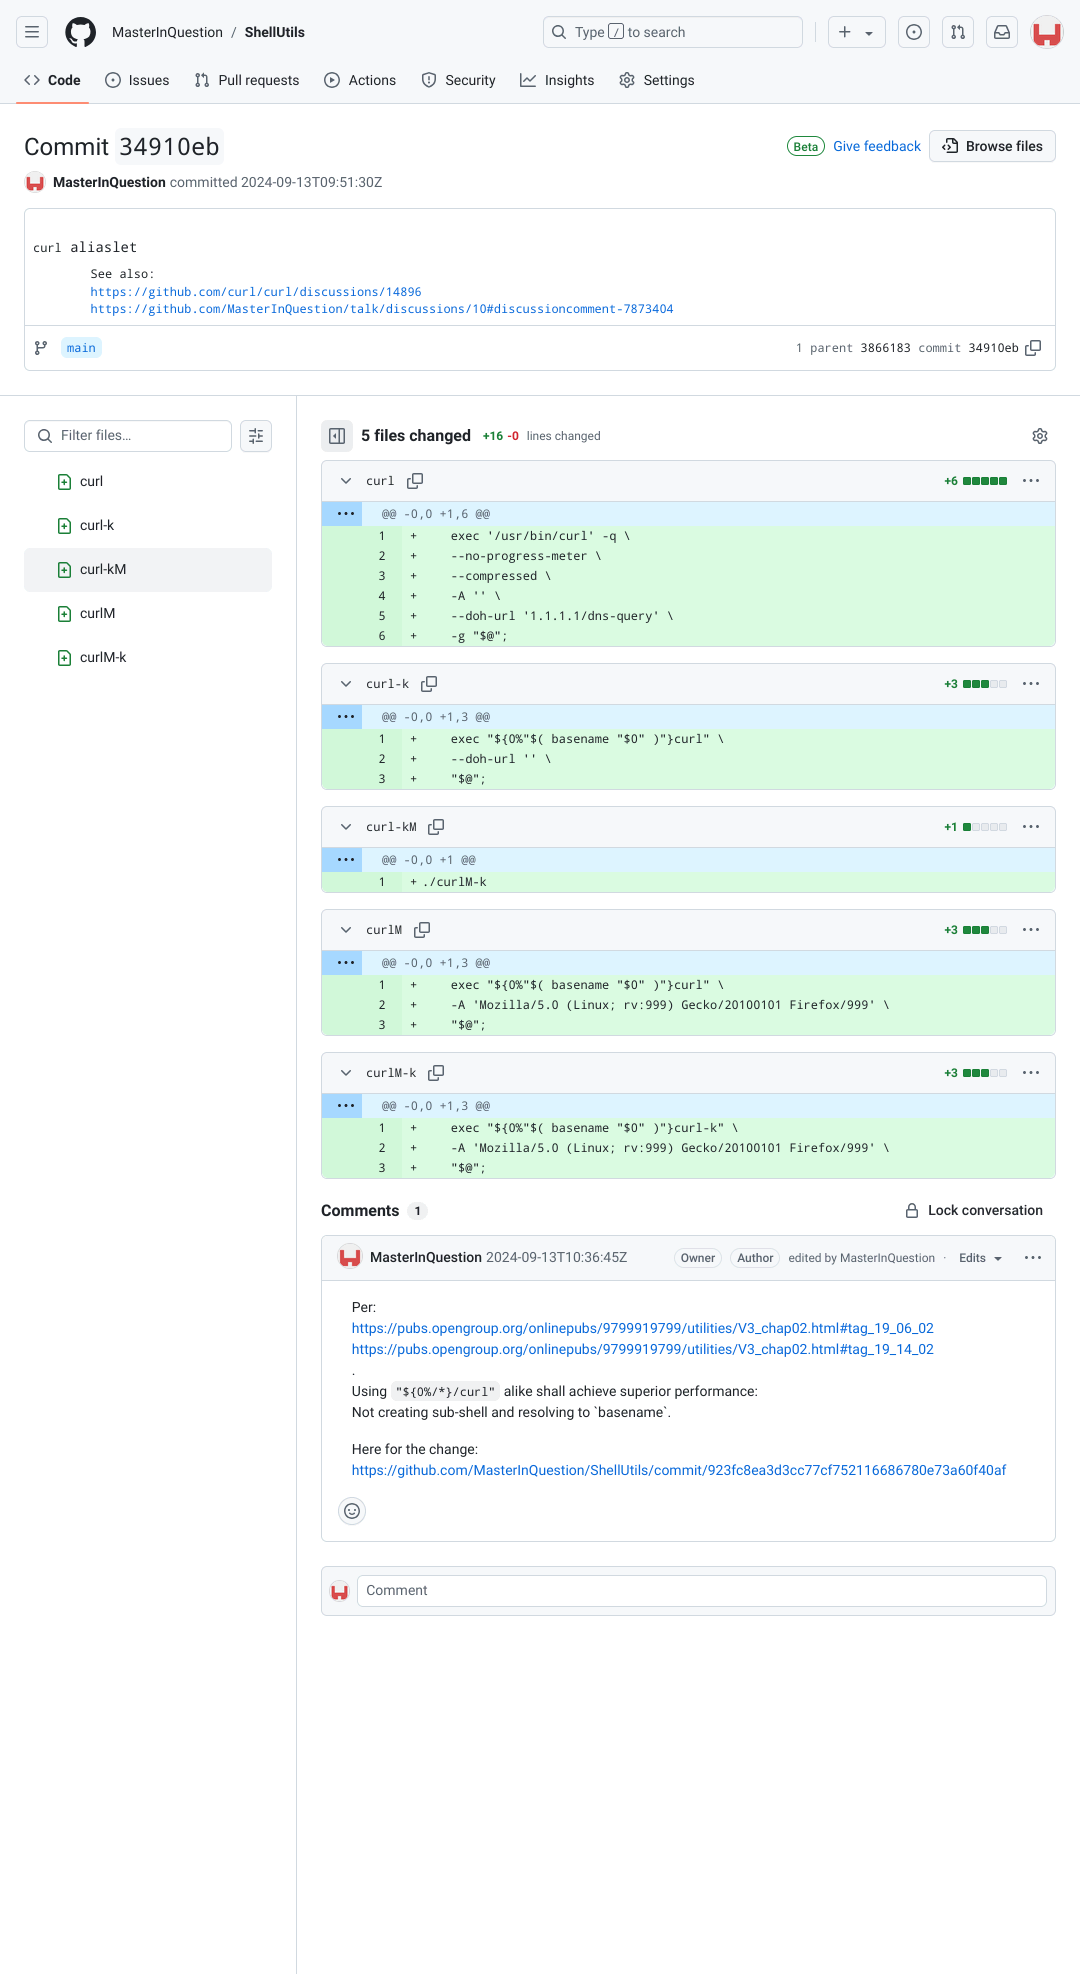 MasterInQuestion / ShellUtils
Type / to search
Code
Issues
Pull requests
Actions
Security
Insights
Settings
Commit 34910eb
Beta
Give feedback
Browse files
MasterInQuestion committed 2024-09-13T09:51:30Z
curl aliaslet
See also:
https://github.com/curl/curl/discussions/14896
https://github.com/MasterInQuestion/talk/discussions/10#discussioncomment-7873404
main
1 parent 3866183 commit 34910eb
Filter files...
curl
curl-k
curl-kM
curlM
curlM-k
5 files changed +16 -0 lines changed
curl
+6
@@ -0,0 +1,6 @@
1 + exec '/usr/bin/curl' -q \
2 + --no-progress-meter \
3 + --compressed \
4 + -A '' \
5 + --doh-url '1.1.1.1/dns-query' \
6 + -g "$@";
curl-k
+3
@@ -0,0 +1,3 @@
1 + exec "${0%"$( basename "$0" )"}curl" \
2 + --doh-url '' \
3 + "$@";
curl-kM
+1
@@ -0,0 +1 @@
1 + ./curlM-k
curlM
+3
@@ -0,0 +1,3 @@
1 + exec "${0%"$( basename "$0" )"}curl" \
2 + -A 'Mozilla/5.0 (Linux; rv:999) Gecko/20100101 Firefox/999' \
3 + "$@";
curlM-k
+3
@@ -0,0 +1,3 @@
1 + exec "${0%"$( basename "$0" )"}curl-k" \
2 + -A 'Mozilla/5.0 (Linux; rv:999) Gecko/20100101 Firefox/999' \
3 + "$@";
Comments 1
Lock conversation
MasterInQuestion 2024-09-13T10:36:45Z
Owner
Author
edited by MasterInQuestion · Edits
Per:
https://pubs.opengroup.org/onlinepubs/9799919799/utilities/V3_chap02.html#tag_19_06_02
https://pubs.opengroup.org/onlinepubs/9799919799/utilities/V3_chap02.html#tag_19_14_02
.
Using "${0%/*}/curl" alike shall achieve superior performance:
Not creating sub-shell and resolving to `basename`.
Here for the change:
https://github.com/MasterInQuestion/ShellUtils/commit/923fc8ea3d3cc77cf752116686780e73a60f40af
Comment